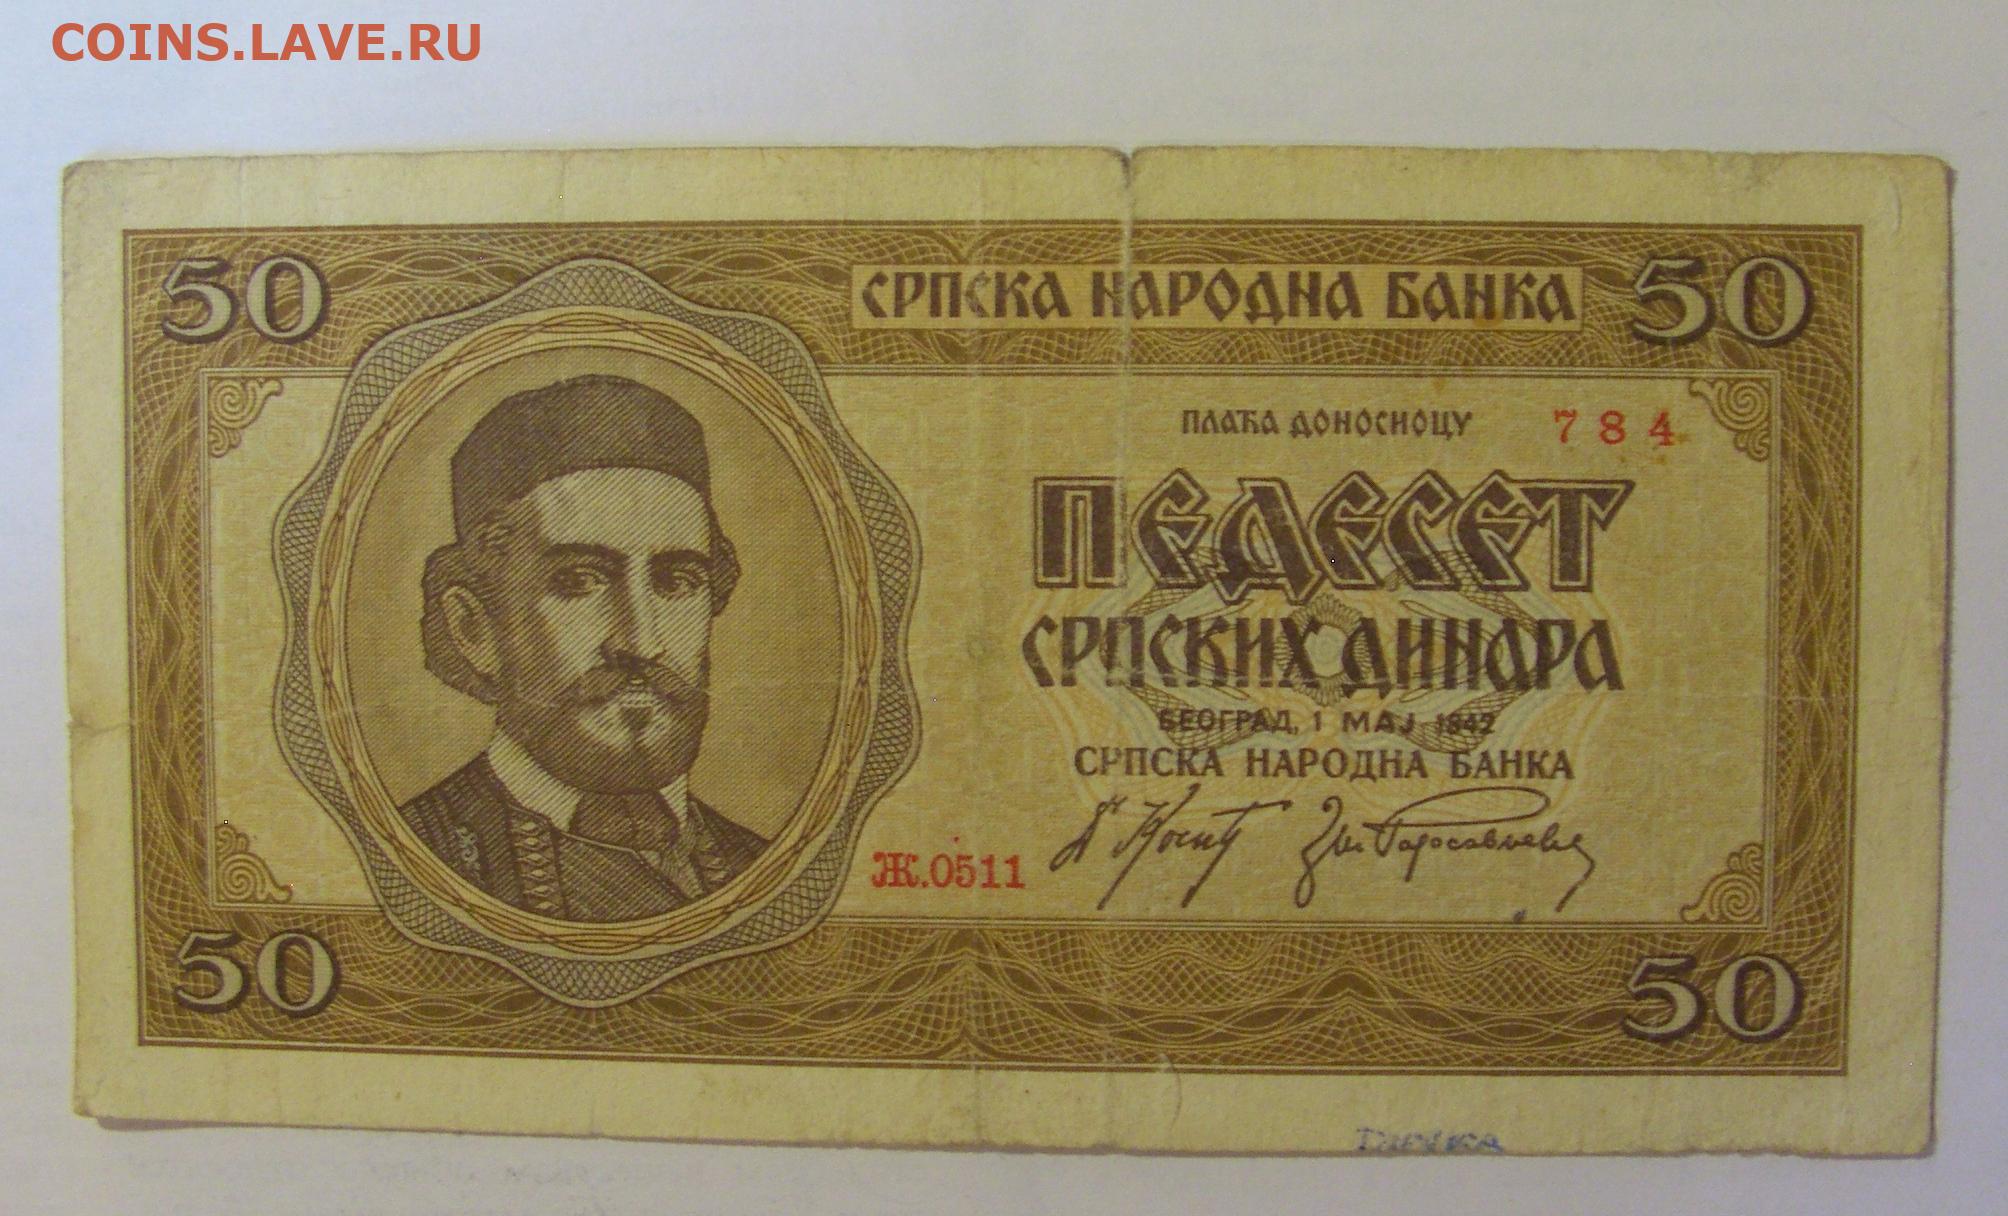 COINS.LAVE.RU
50 СРПСКА НАРОДНА БАНКА 50
ПЛАЋА ДОНОСИОЦУ 784
ПЕДЕСЕТ
СРПСКИХ ДИНАРА
БЕОГРАД, 1 МАЈ 1942
СРПСКА НАРОДНА БАНКА
Ж.0511
50 50